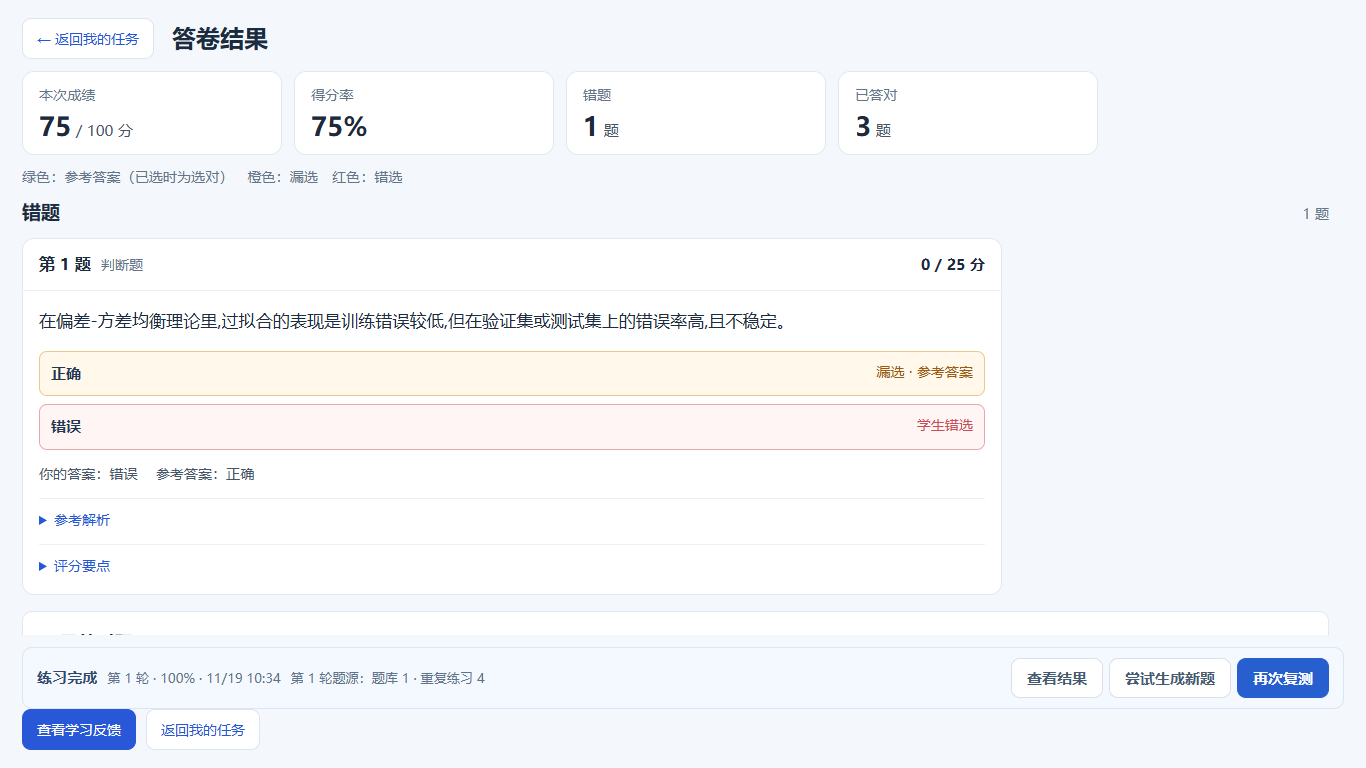 ← 返回我的任务
答卷结果
本次成绩
75 / 100 分
得分率
75%
错题
1 题
已答对
3 题
绿色：参考答案（已选时为选对） 橙色：漏选 红色：错选
错题
1 题
第 1 题 判断题
0 / 25 分
在偏差-方差均衡理论里,过拟合的表现是训练错误较低,但在验证集或测试集上的错误率高,且不稳定。
正确
漏选 · 参考答案
错误
学生错选
你的答案：错误 参考答案：正确
▶ 参考解析
▶ 评分要点
练习完成 第 1 轮 · 100% · 11/19 10:34 第 1 轮题源：题库 1 · 重复练习 4
查看结果
尝试生成新题
再次复测
查看学习反馈
返回我的任务